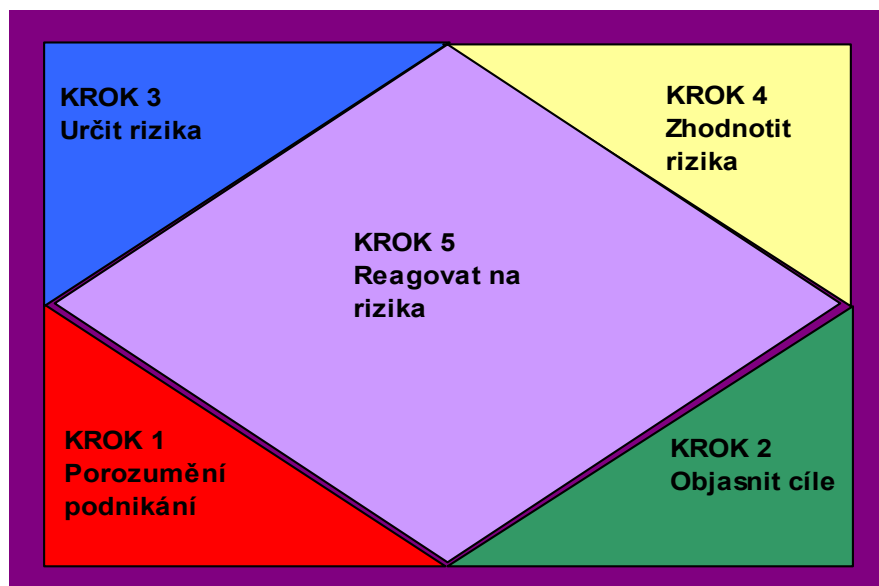 KROK 3
Určit rizika
KROK 4
Zhodnotit
rizika
KROK 5
Reagovat na
rizika
KROK 1
Porozumění
podnikání
KROK 2
Objasnit cíle